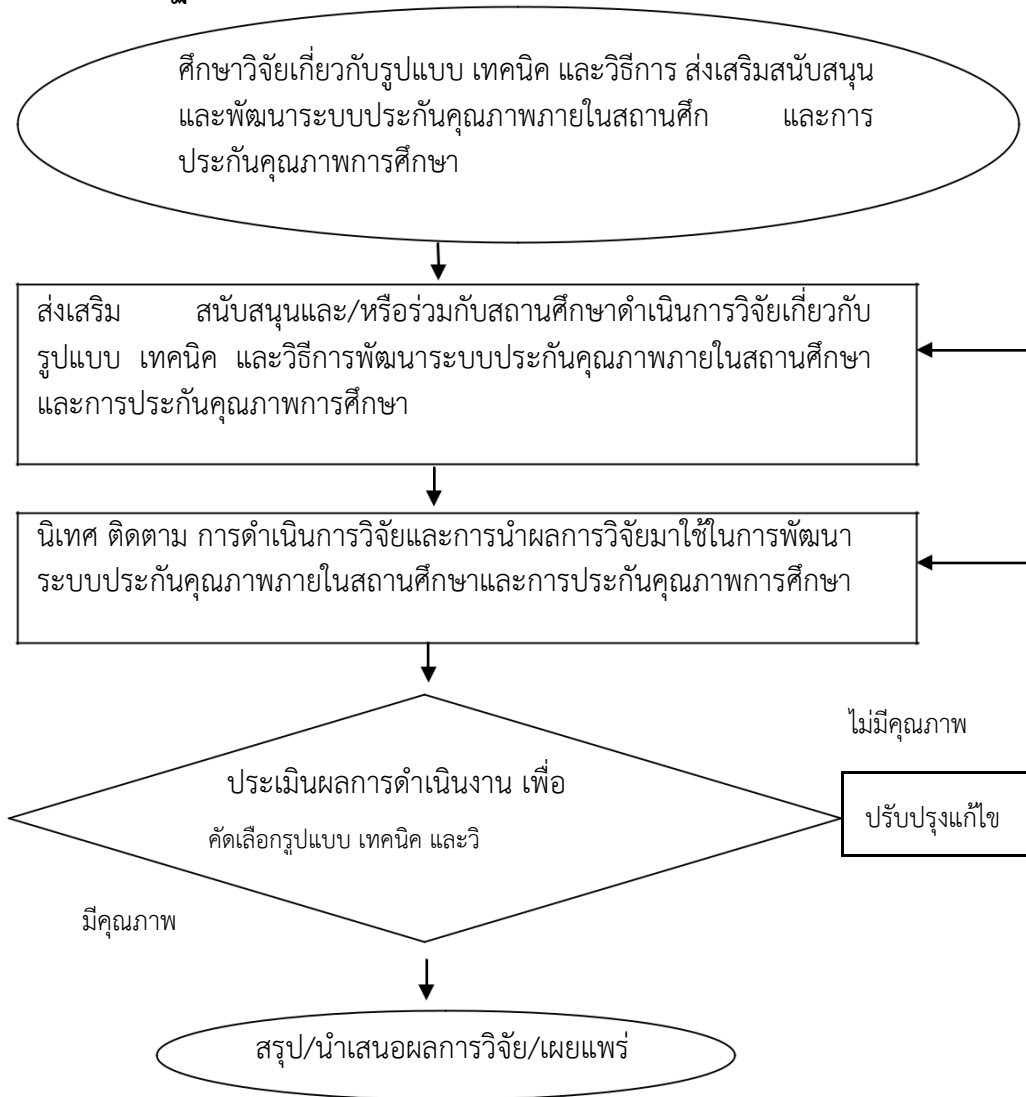 ศึกษาวิจัยเกี่ยวกับรูปแบบ เทคนิค และวิธีการ ส่งเสริมสนับสนุน
และพัฒนาระบบประกันคุณภาพภายในสถานศึก และการ
ประกันคุณภาพการศึกษา
ส่งเสริม สนับสนุนและ/หรือร่วมกับสถานศึกษาดำเนินการวิจัยเกี่ยวกับ
รูปแบบ เทคนิค และวิธีการพัฒนาระบบประกันคุณภาพภายในสถานศึกษา
และการประกันคุณภาพการศึกษา
นิเทศ ติดตาม การดำเนินการวิจัยและการนำผลการวิจัยมาใช้ในการพัฒนา
ระบบประกันคุณภาพภายในสถานศึกษาและการประกันคุณภาพการศึกษา
ไม่มีคุณภาพ
ประเมินผลการดำเนินงาน เพื่อ
ปรับปรุงแก้ไข
คัดเลือกรูปแบบ เทคนิค และวิ
มีคุณภาพ
สรุป/นำเสนอผลการวิจัย/เผยแพร่